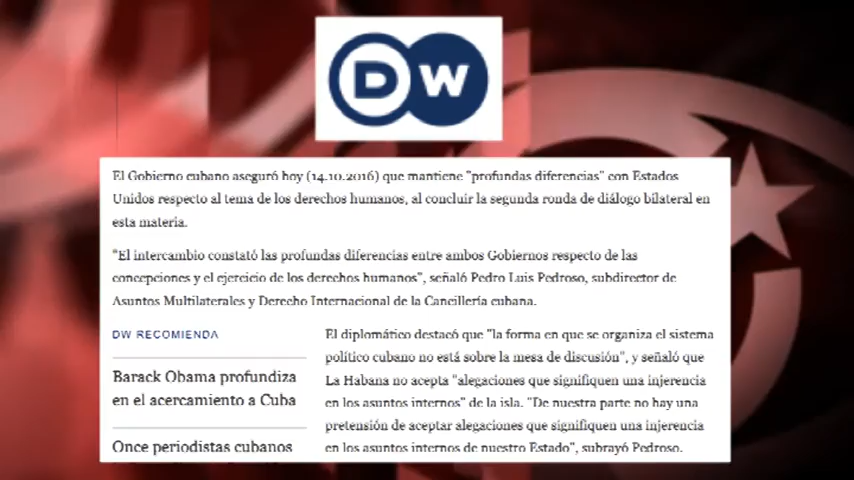 DW
El Gobierno cubano aseguró hoy (14.10.2016) que mantiene "profundas diferencias" con Estados
Unidos respecto al tema de los derechos humanos, al concluir la segunda ronda de diálogo bilateral en
esta materia.
"El intercambio constató las profundas diferencias entre ambos Gobiernos respecto de las
concepciones y el ejercicio de los derechos humanos", señaló Pedro Luis Pedroso, subdirector de
Asuntos Multilaterales y Derecho Internacional de la Cancillería cubana.
DW RECOMIENDA
Barack Obama profundiza
en el acercamiento a Cuba
Once periodistas cubanos
El diplomático destacó que "la forma en que se organiza el sistema
político cubano no está sobre la mesa de discusión", y señaló que
La Habana no acepta "alegaciones que signifiquen una injerencia
en los asuntos internos" de la isla. "De nuestra parte no hay una
pretensión de aceptar alegaciones que signifiquen una injerencia
en los asuntos internos de nuestro Estado", subrayó Pedroso.